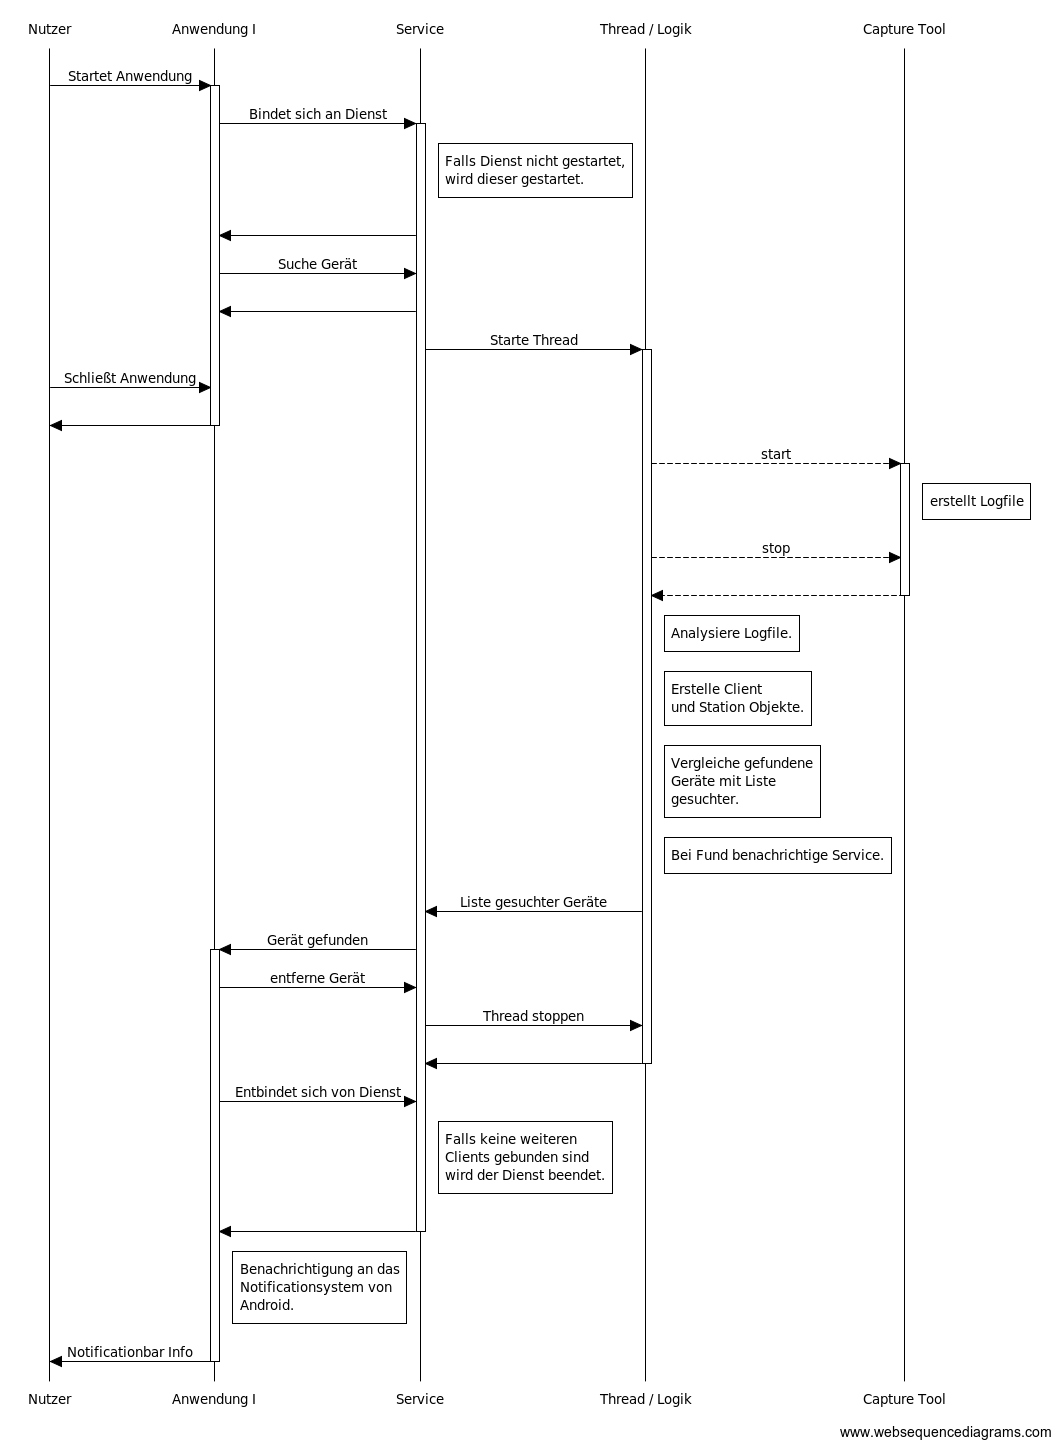 Nutzer
Anwendung I
Service
Thread / Logik
Capture Tool
Startet Anwendung
Bindet sich an Dienst
Falls Dienst nicht gestartet,
wird dieser gestartet.
Suche Gerät
Starte Thread
Schließt Anwendung
start
erstellt Logfile
stop
Analysiere Logfile.
Erstelle Client
und Station Objekte.
Vergleiche gefundene
Geräte mit Liste
gesuchter.
Bei Fund benachrichtige Service.
Liste gesuchter Geräte
Gerät gefunden
entferne Gerät
Thread stoppen
Entbindet sich von Dienst
Falls keine weiteren
Clients gebunden sind
wird der Dienst beendet.
Benachrichtigung an das
Notificationsystem von
Android.
Notificationbar Info
Nutzer
Anwendung I
Service
Thread / Logik
Capture Tool
www.websequencediagrams.com